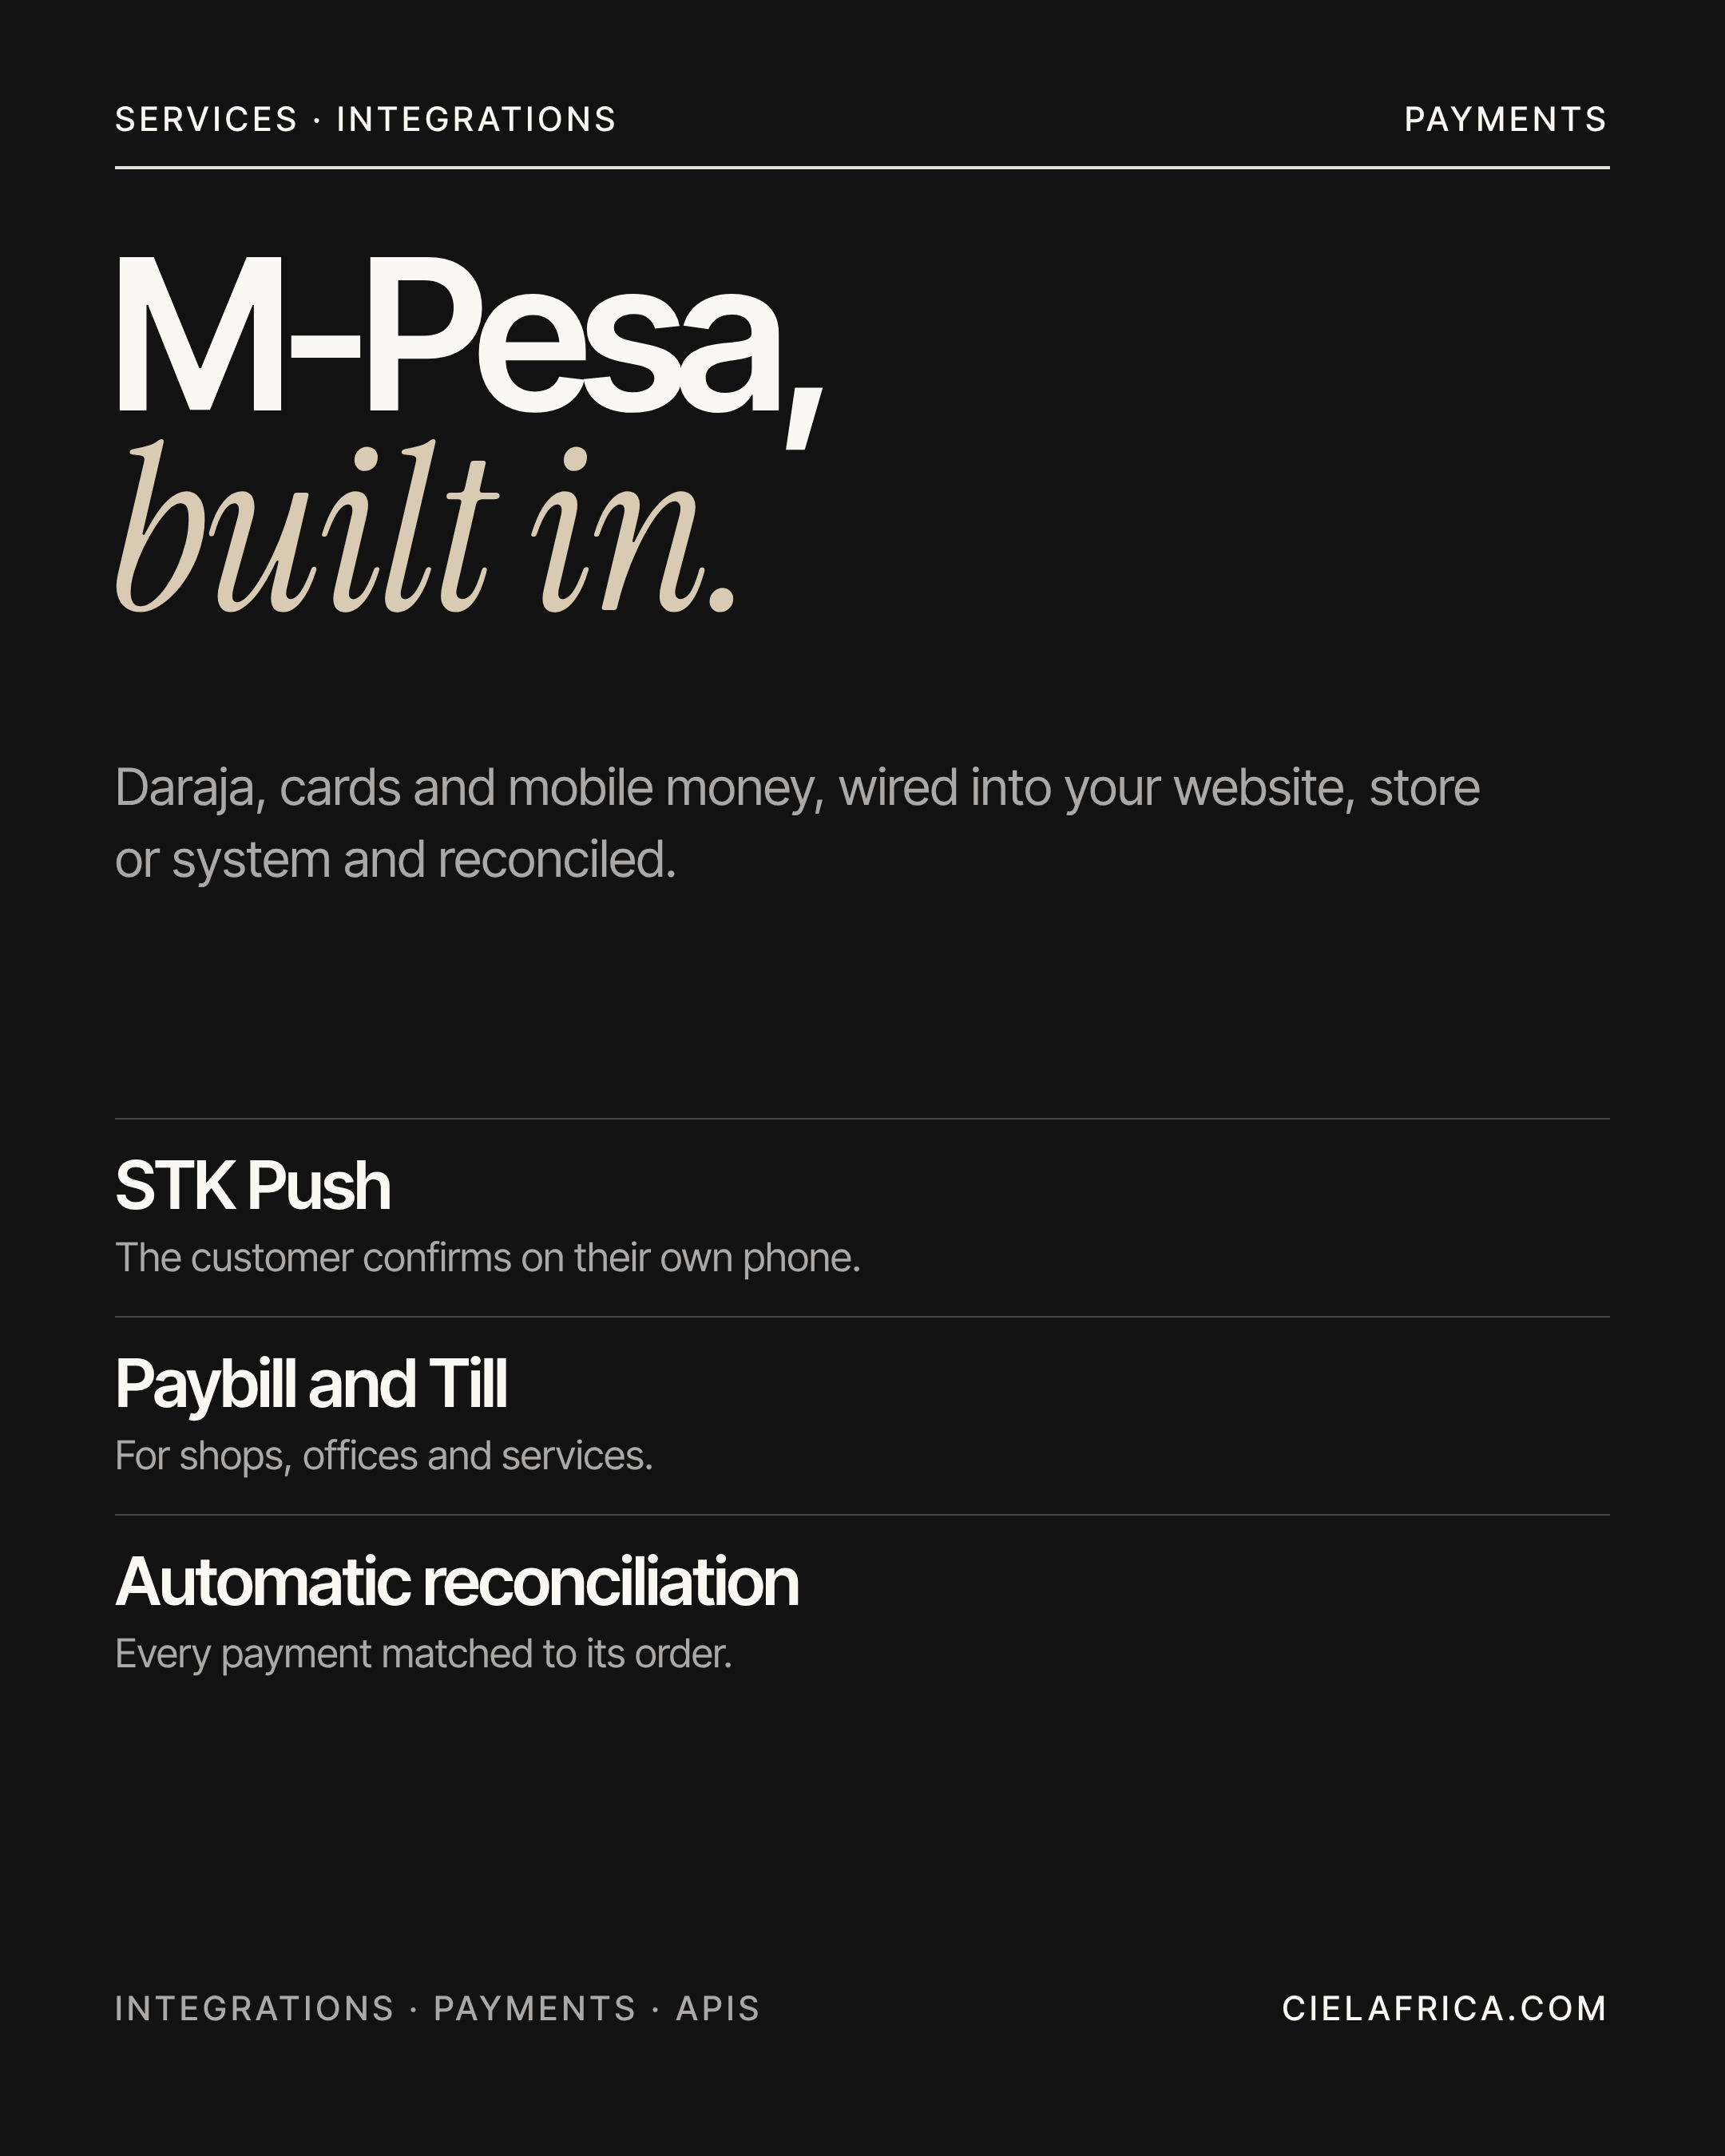 SERVICES · INTEGRATIONS
PAYMENTS
M-Pesa,
built in.
Daraja, cards and mobile money, wired into your website, store
or system and reconciled.
STK Push
The customer confirms on their own phone.
Paybill and Till
For shops, offices and services.
Automatic reconciliation
Every payment matched to its order.
INTEGRATIONS · PAYMENTS · APIS
CIELAFRICA.COM